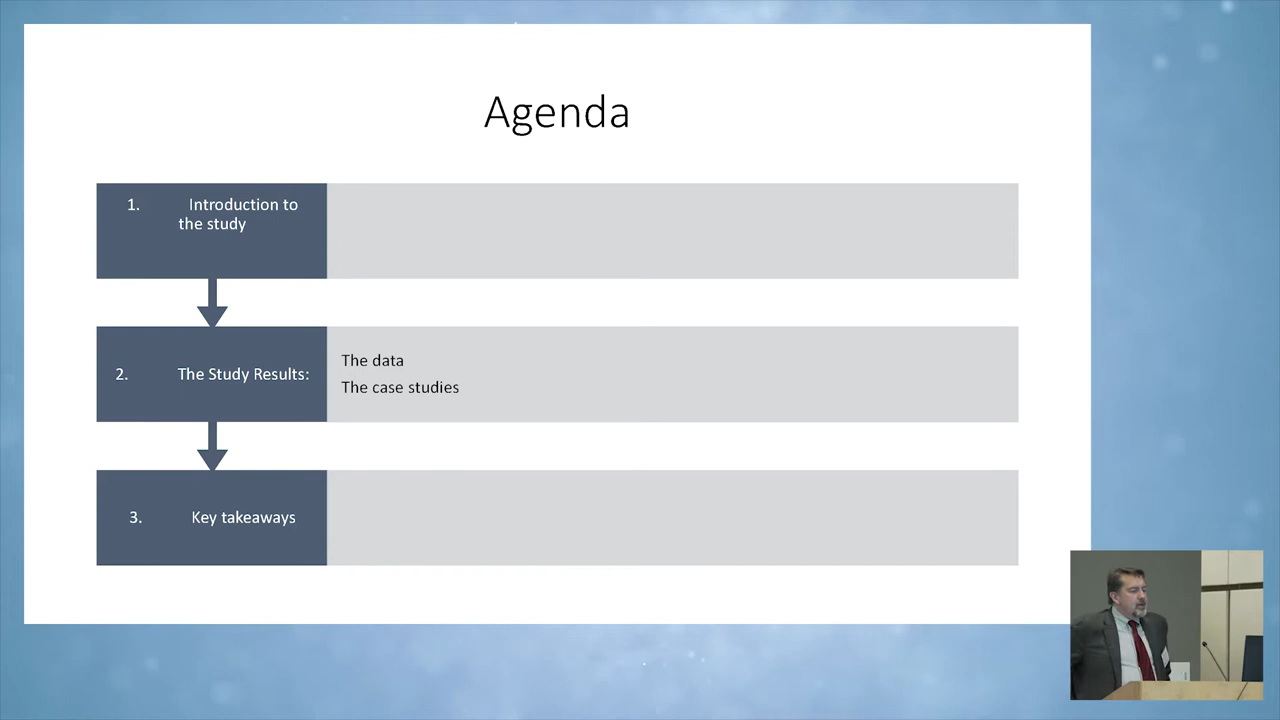 Agenda
1. Introduction to
the study
2. The Study Results:
The data
The case studies
3. Key takeaways